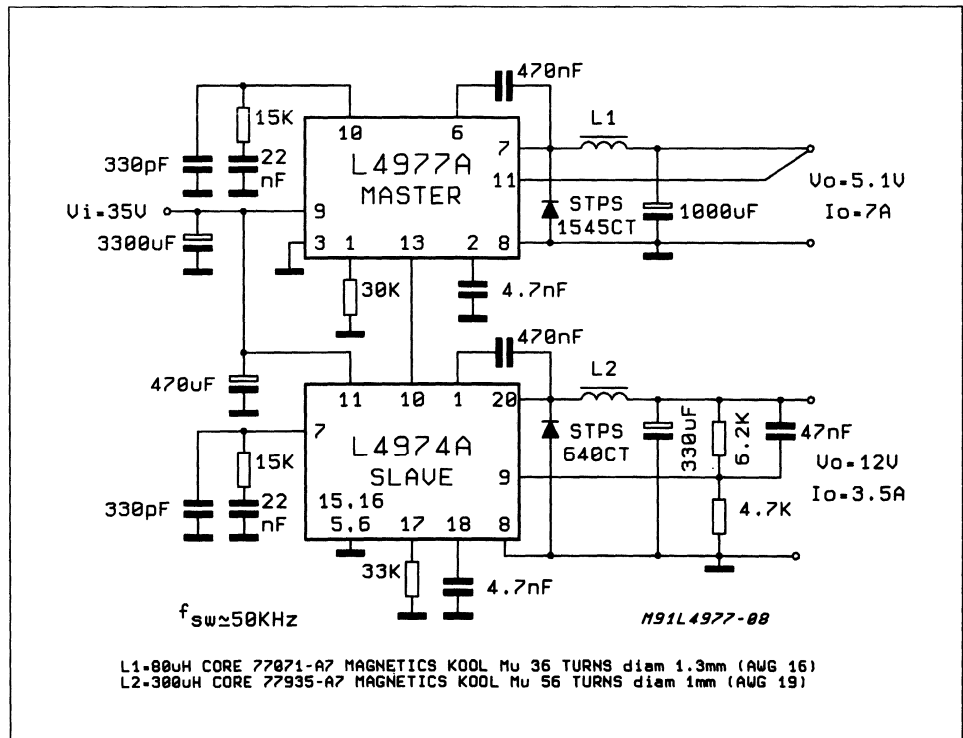 470nF
15K
10
6
L1
330pF
22
nF
L4977A
MASTER
7
11
Vo=5.1V
Io=7A
STPS
1545CT
1000uF
Vi=35V
9
3300uF
3
1
13
2
8
30K
4.7nF
470nF
470uF
11
10
1
20
L2
7
L4974A
SLAVE
STPS
640CT
330uF
6.2K
47nF
9
Vo=12V
Io=3.5A
15K
330pF
22
nF
15,16
5,6
17
18
8
4.7K
33K
4.7nF
fsw≃50KHz
M91L4977-08
L1=80uH CORE 77071-A7 MAGNETICS KOOL Mu 36 TURNS diam 1.3mm (AWG 16)
L2=300uH CORE 77935-A7 MAGNETICS KOOL Mu 56 TURNS diam 1mm (AWG 19)